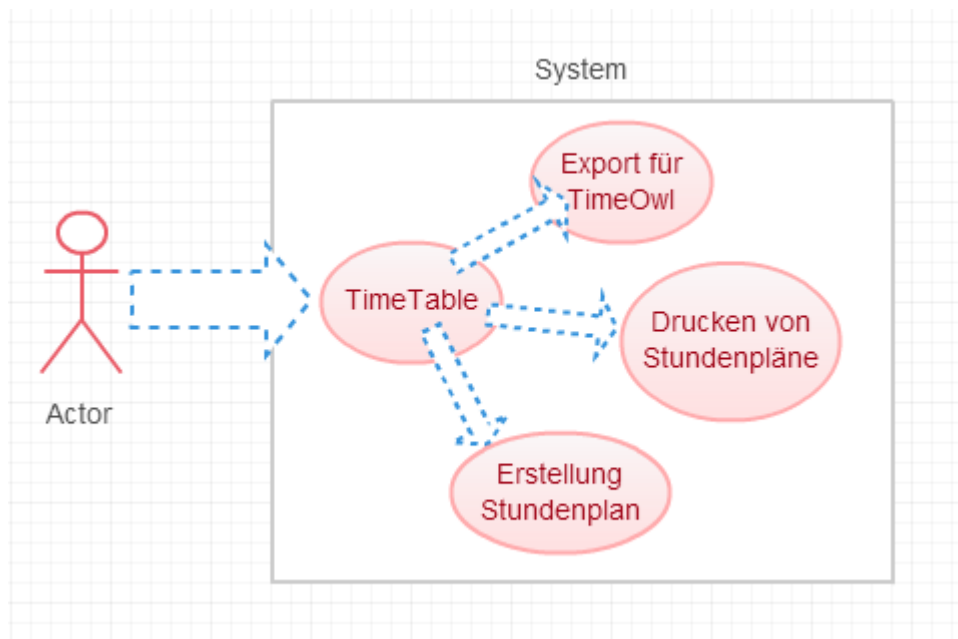 System
Export für
TimeOwl
TimeTable
Drucken von
Stundenpläne
Actor
Erstellung
Stundenplan